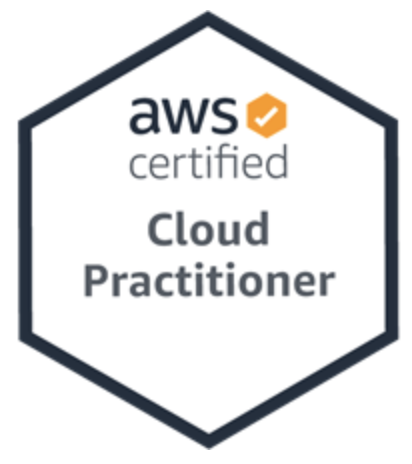 aws
certified
Cloud
Practitioner